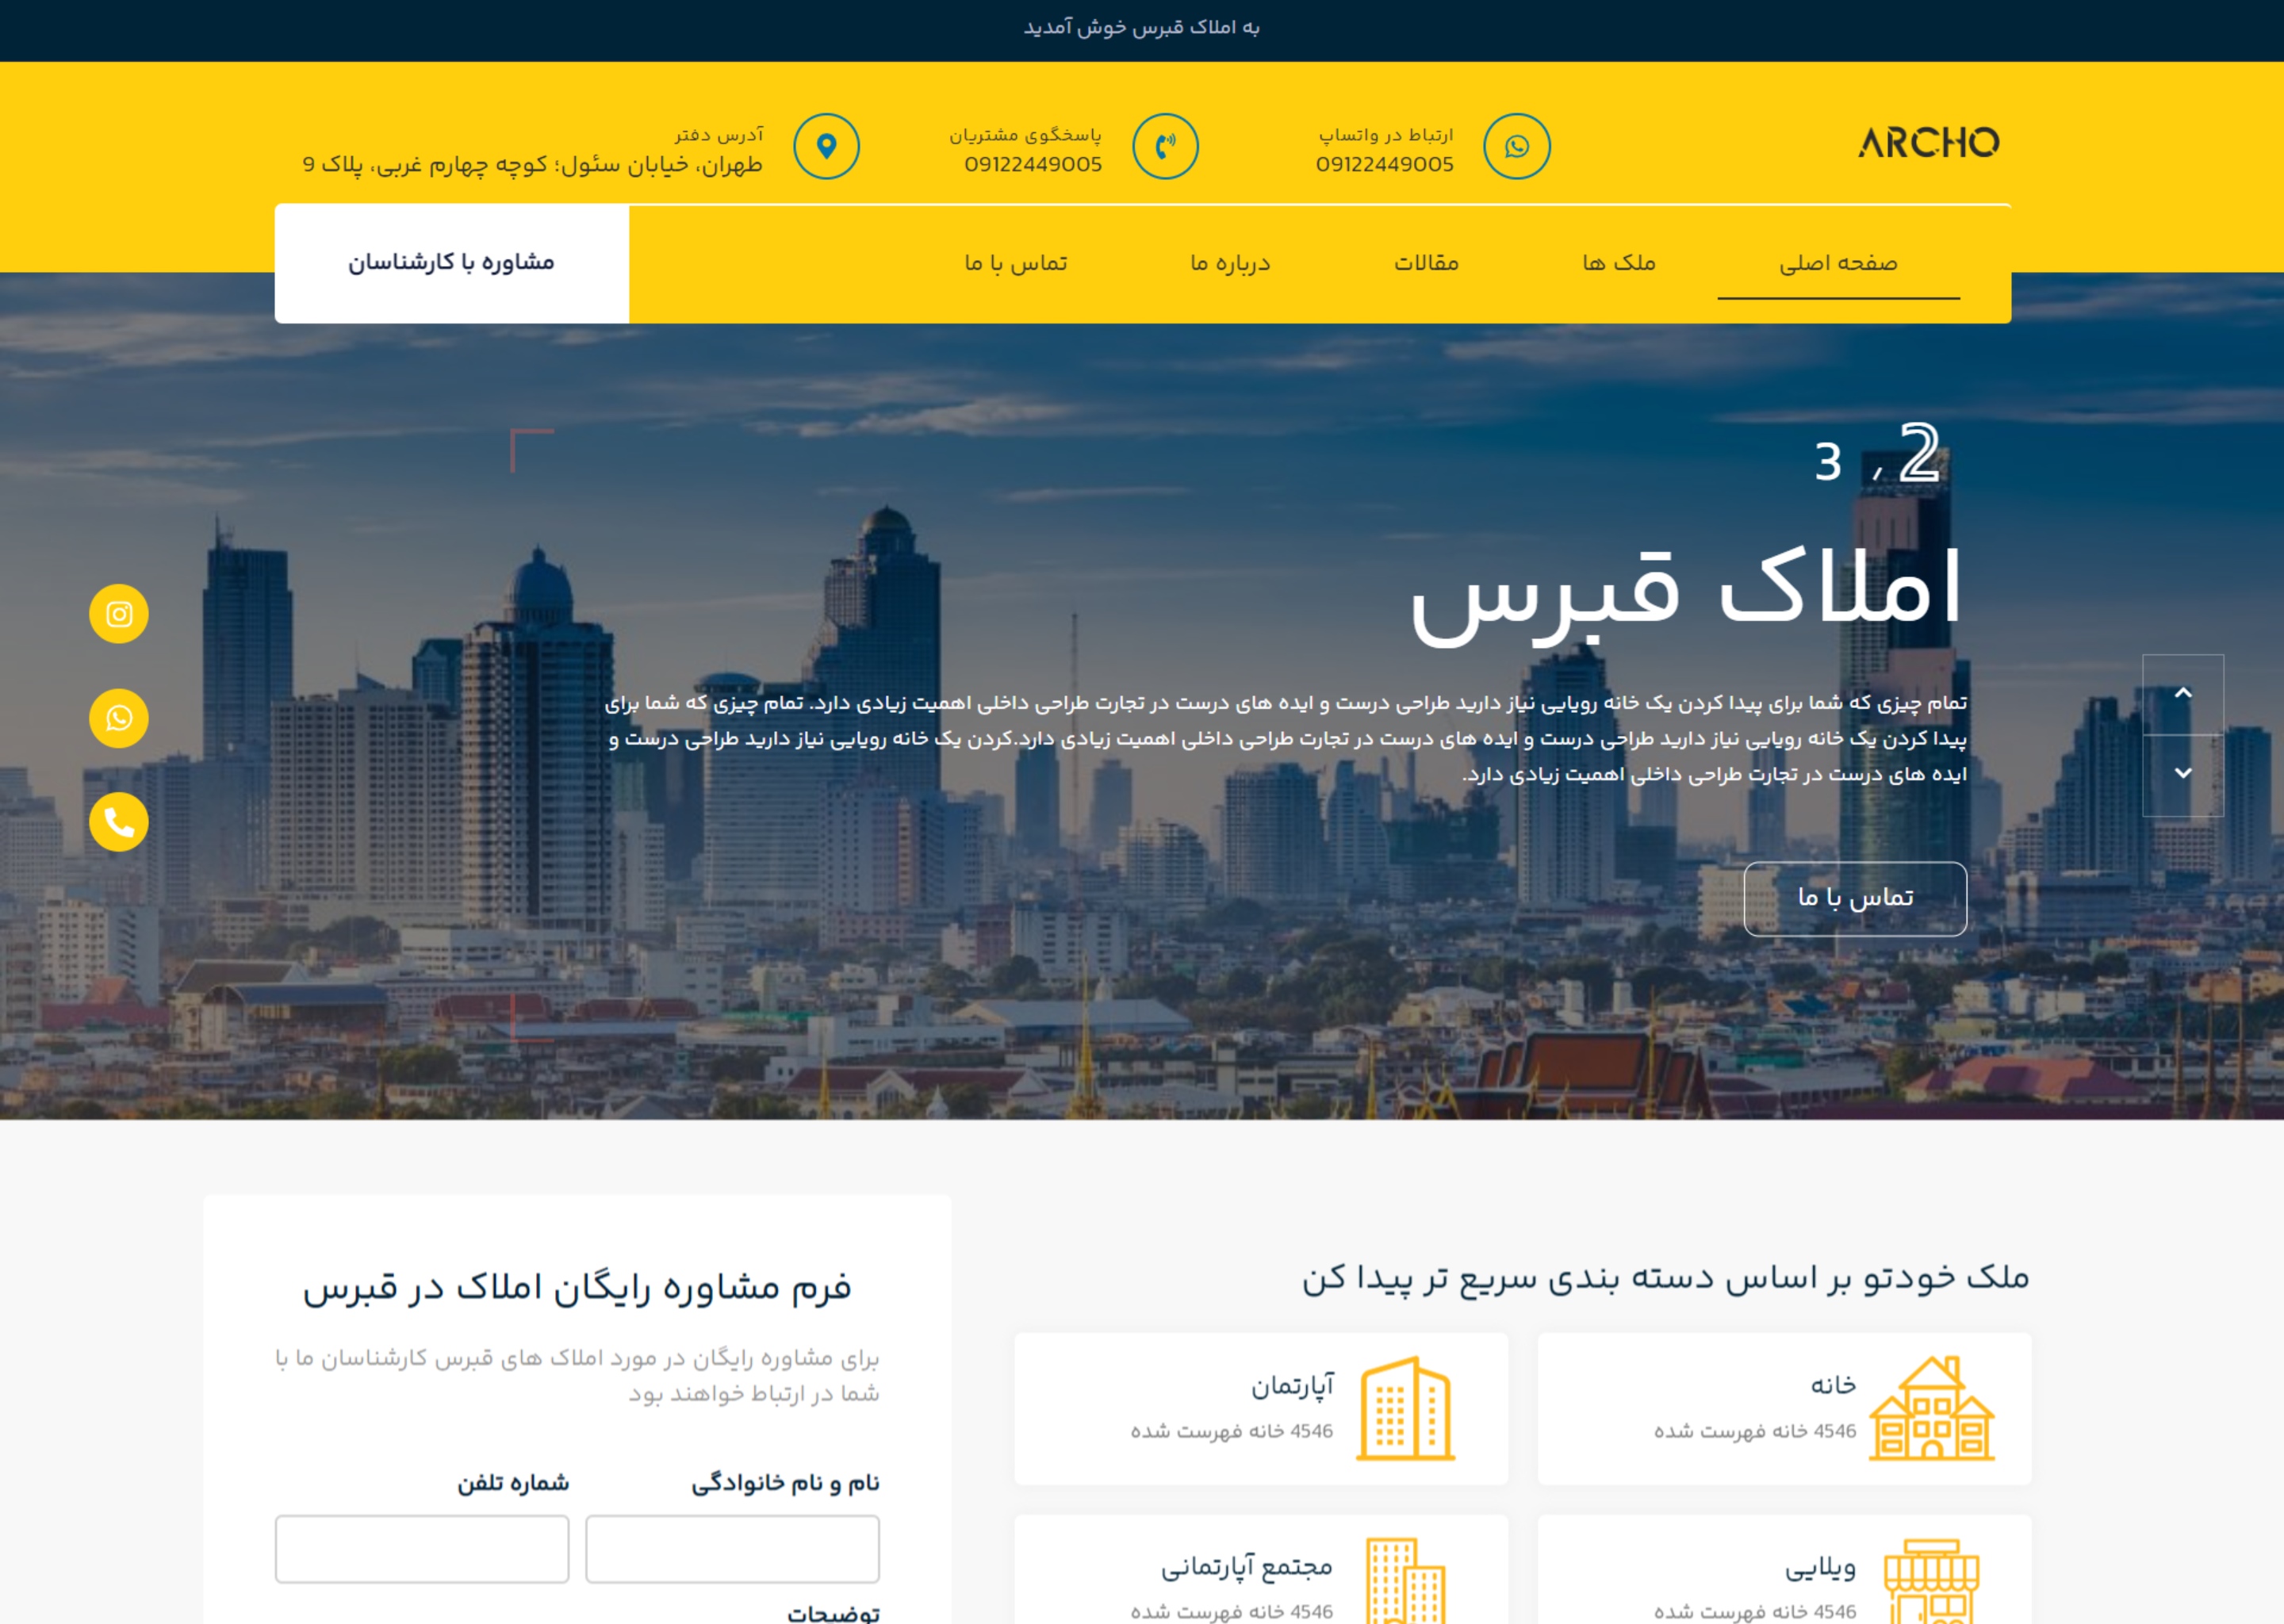 به املاک قبرس خوش آمدید
ARCHO
ارتباط در واتساپ
09122449005
پاسخگوی مشتریان
09122449005
آدرس دفتر
طهران، خیابان سئول؛ کوچه چهارم غربی، پلاک 9
صفحه اصلی
ملک ها
مقالات
درباره ما
تماس با ما
مشاوره با کارشناسان
2 / 3
املاک قبرس
تمام چیزی که شما برای پیدا کردن یک خانه رویایی نیاز دارید طراحی درست و ایده های درست در تجارت طراحی داخلی اهمیت زیادی دارد. تمام چیزی که شما برای
پیدا کردن یک خانه رویایی نیاز دارید طراحی درست و ایده های درست در تجارت طراحی داخلی اهمیت زیادی دارد.کردن یک خانه رویایی نیاز دارید طراحی درست و
ایده های درست در تجارت طراحی داخلی اهمیت زیادی دارد.
تماس با ما
ملک خودتو بر اساس دسته بندی سریع تر پیدا کن
خانه
4546 خانه فهرست شده
آپارتمان
4546 خانه فهرست شده
ویلایی
4546 خانه فهرست شده
مجتمع آپارتمانی
4546 خانه فهرست شده
فرم مشاوره رایگان املاک در قبرس
برای مشاوره رایگان در مورد املاک های قبرس کارشناسان ما با
شما در ارتباط خواهند بود
نام و نام خانوادگی
شماره تلفن
توضیحات